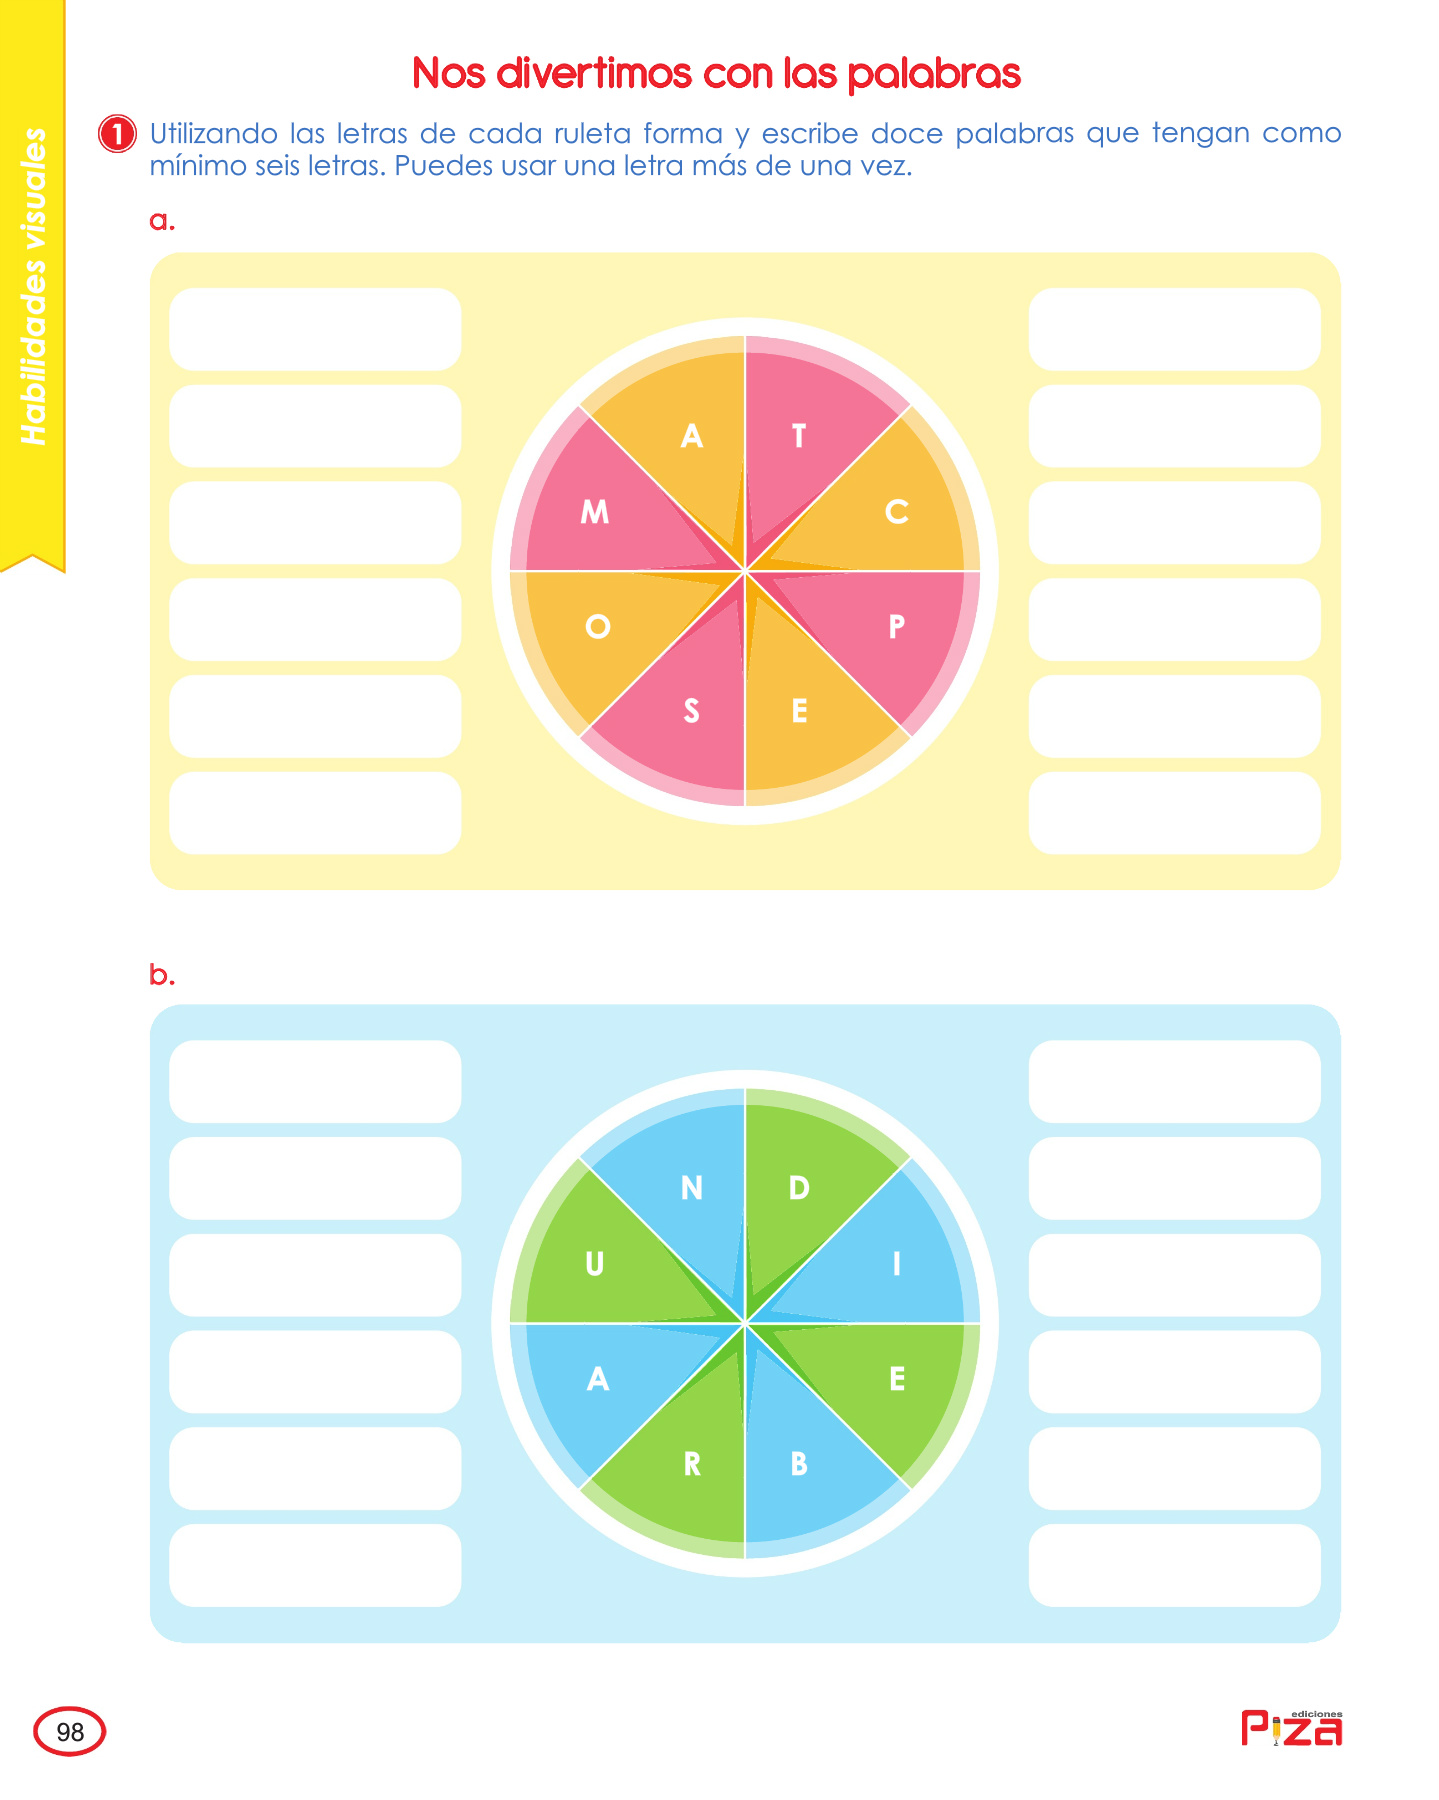 Habilidades visuales
Nos divertimos con las palabras
1 Utilizando las letras de cada ruleta forma y escribe doce palabras que tengan como
mínimo seis letras. Puedes usar una letra más de una vez.
a.
A T
M C
O P
S E
b.
N D
U I
A E
R B
98
ediciones
Piza